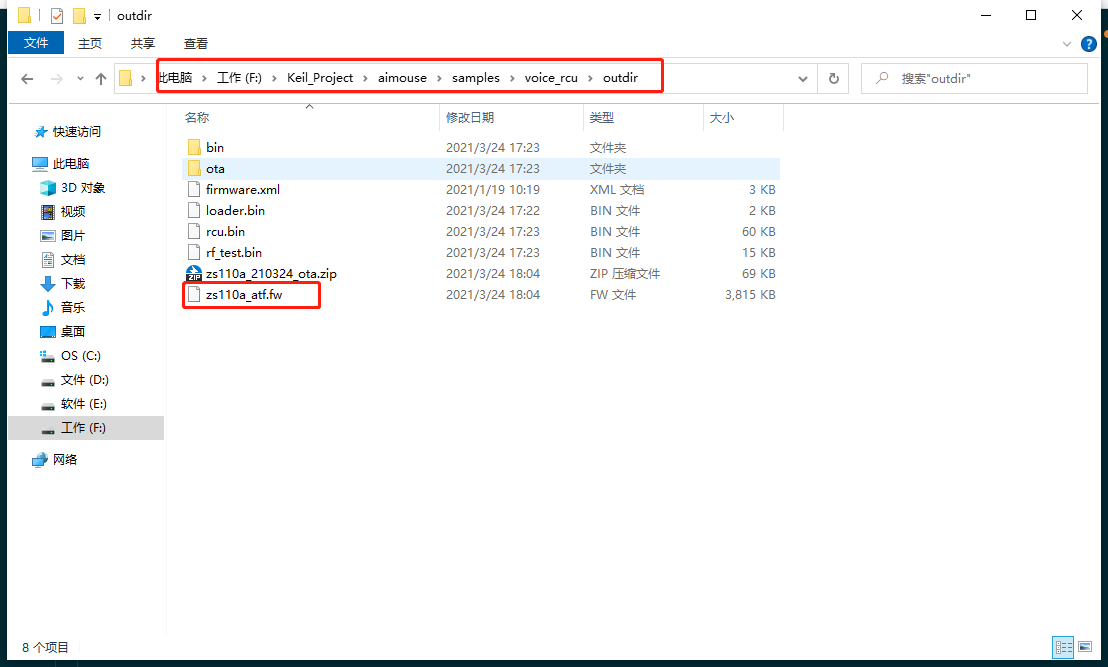 outdir
文件 主页 共享 查看
此电脑 工作 (F:) Keil_Project aimouse samples voice_rcu outdir 搜索"outdir"
名称 修改日期 类型 大小
快速访问
此电脑
3D 对象
视频
图片
文档
下载
音乐
桌面
OS (C:)
文件 (D:)
软件 (E:)
工作 (F:)
网络
bin 2021/3/24 17:23 文件夹
ota 2021/3/24 17:23 文件夹
firmware.xml 2021/1/19 10:19 XML 文档 3 KB
loader.bin 2021/3/24 17:22 BIN 文件 2 KB
rcu.bin 2021/3/24 17:23 BIN 文件 60 KB
rf_test.bin 2021/3/24 17:23 BIN 文件 15 KB
zs110a_210324_ota.zip 2021/3/24 18:04 ZIP 压缩文件 69 KB
zs110a_atf.fw 2021/3/24 18:04 FW 文件 3,815 KB
8 个项目